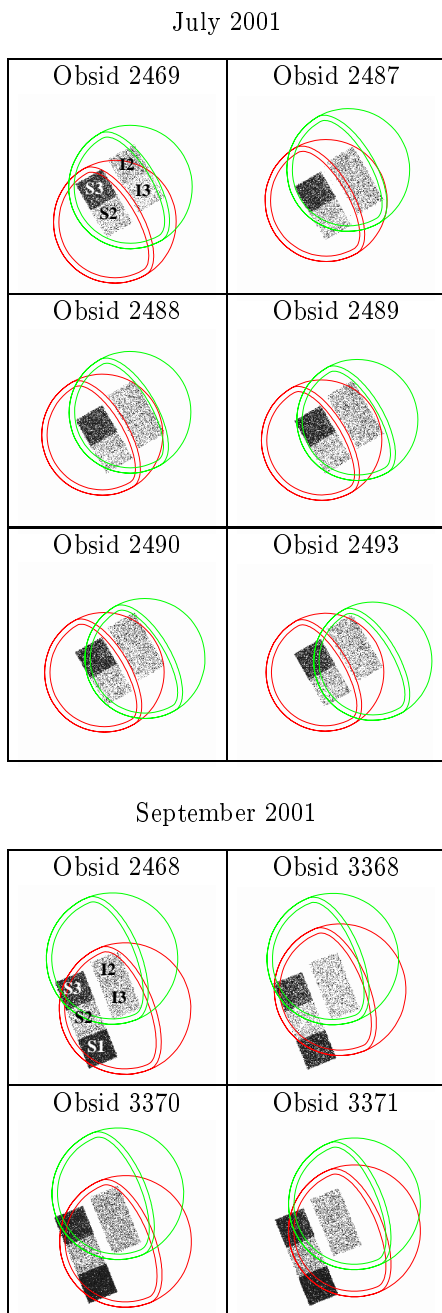 July 2001
Obsid 2469 Obsid 2487
I2
S3 I3
S2
Obsid 2488 Obsid 2489
Obsid 2490 Obsid 2493
September 2001
Obsid 2468 Obsid 3368
I2
S3
I3
S2
S1
Obsid 3370 Obsid 3371